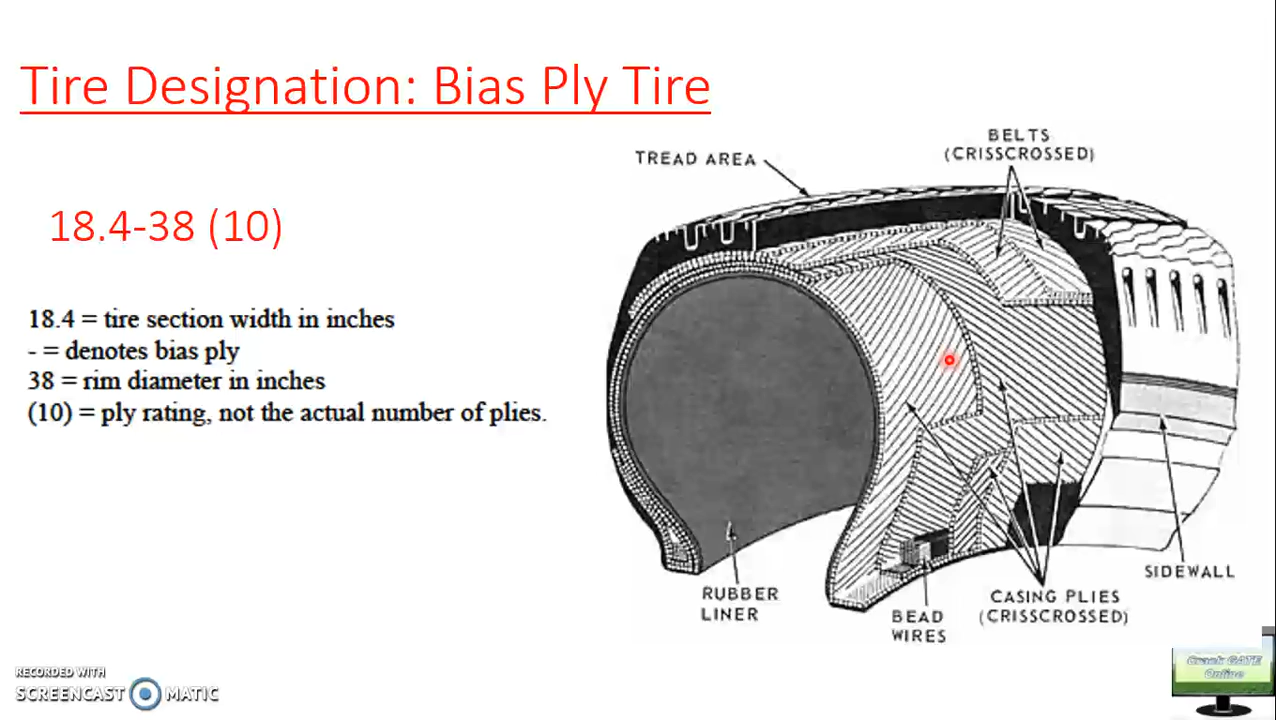 Tire Designation: Bias Ply Tire
18.4-38 (10)
18.4 = tire section width in inches
- = denotes bias ply
38 = rim diameter in inches
(10) = ply rating, not the actual number of plies.
TREAD AREA
BELTS
(CRISSCROSSED)
RUBBER
LINER
BEAD
WIRES
CASING PLIES
(CRISSCROSSED)
SIDEWALL
RECORDED WITH
SCREENCAST MATIC
Crack GATE
Online